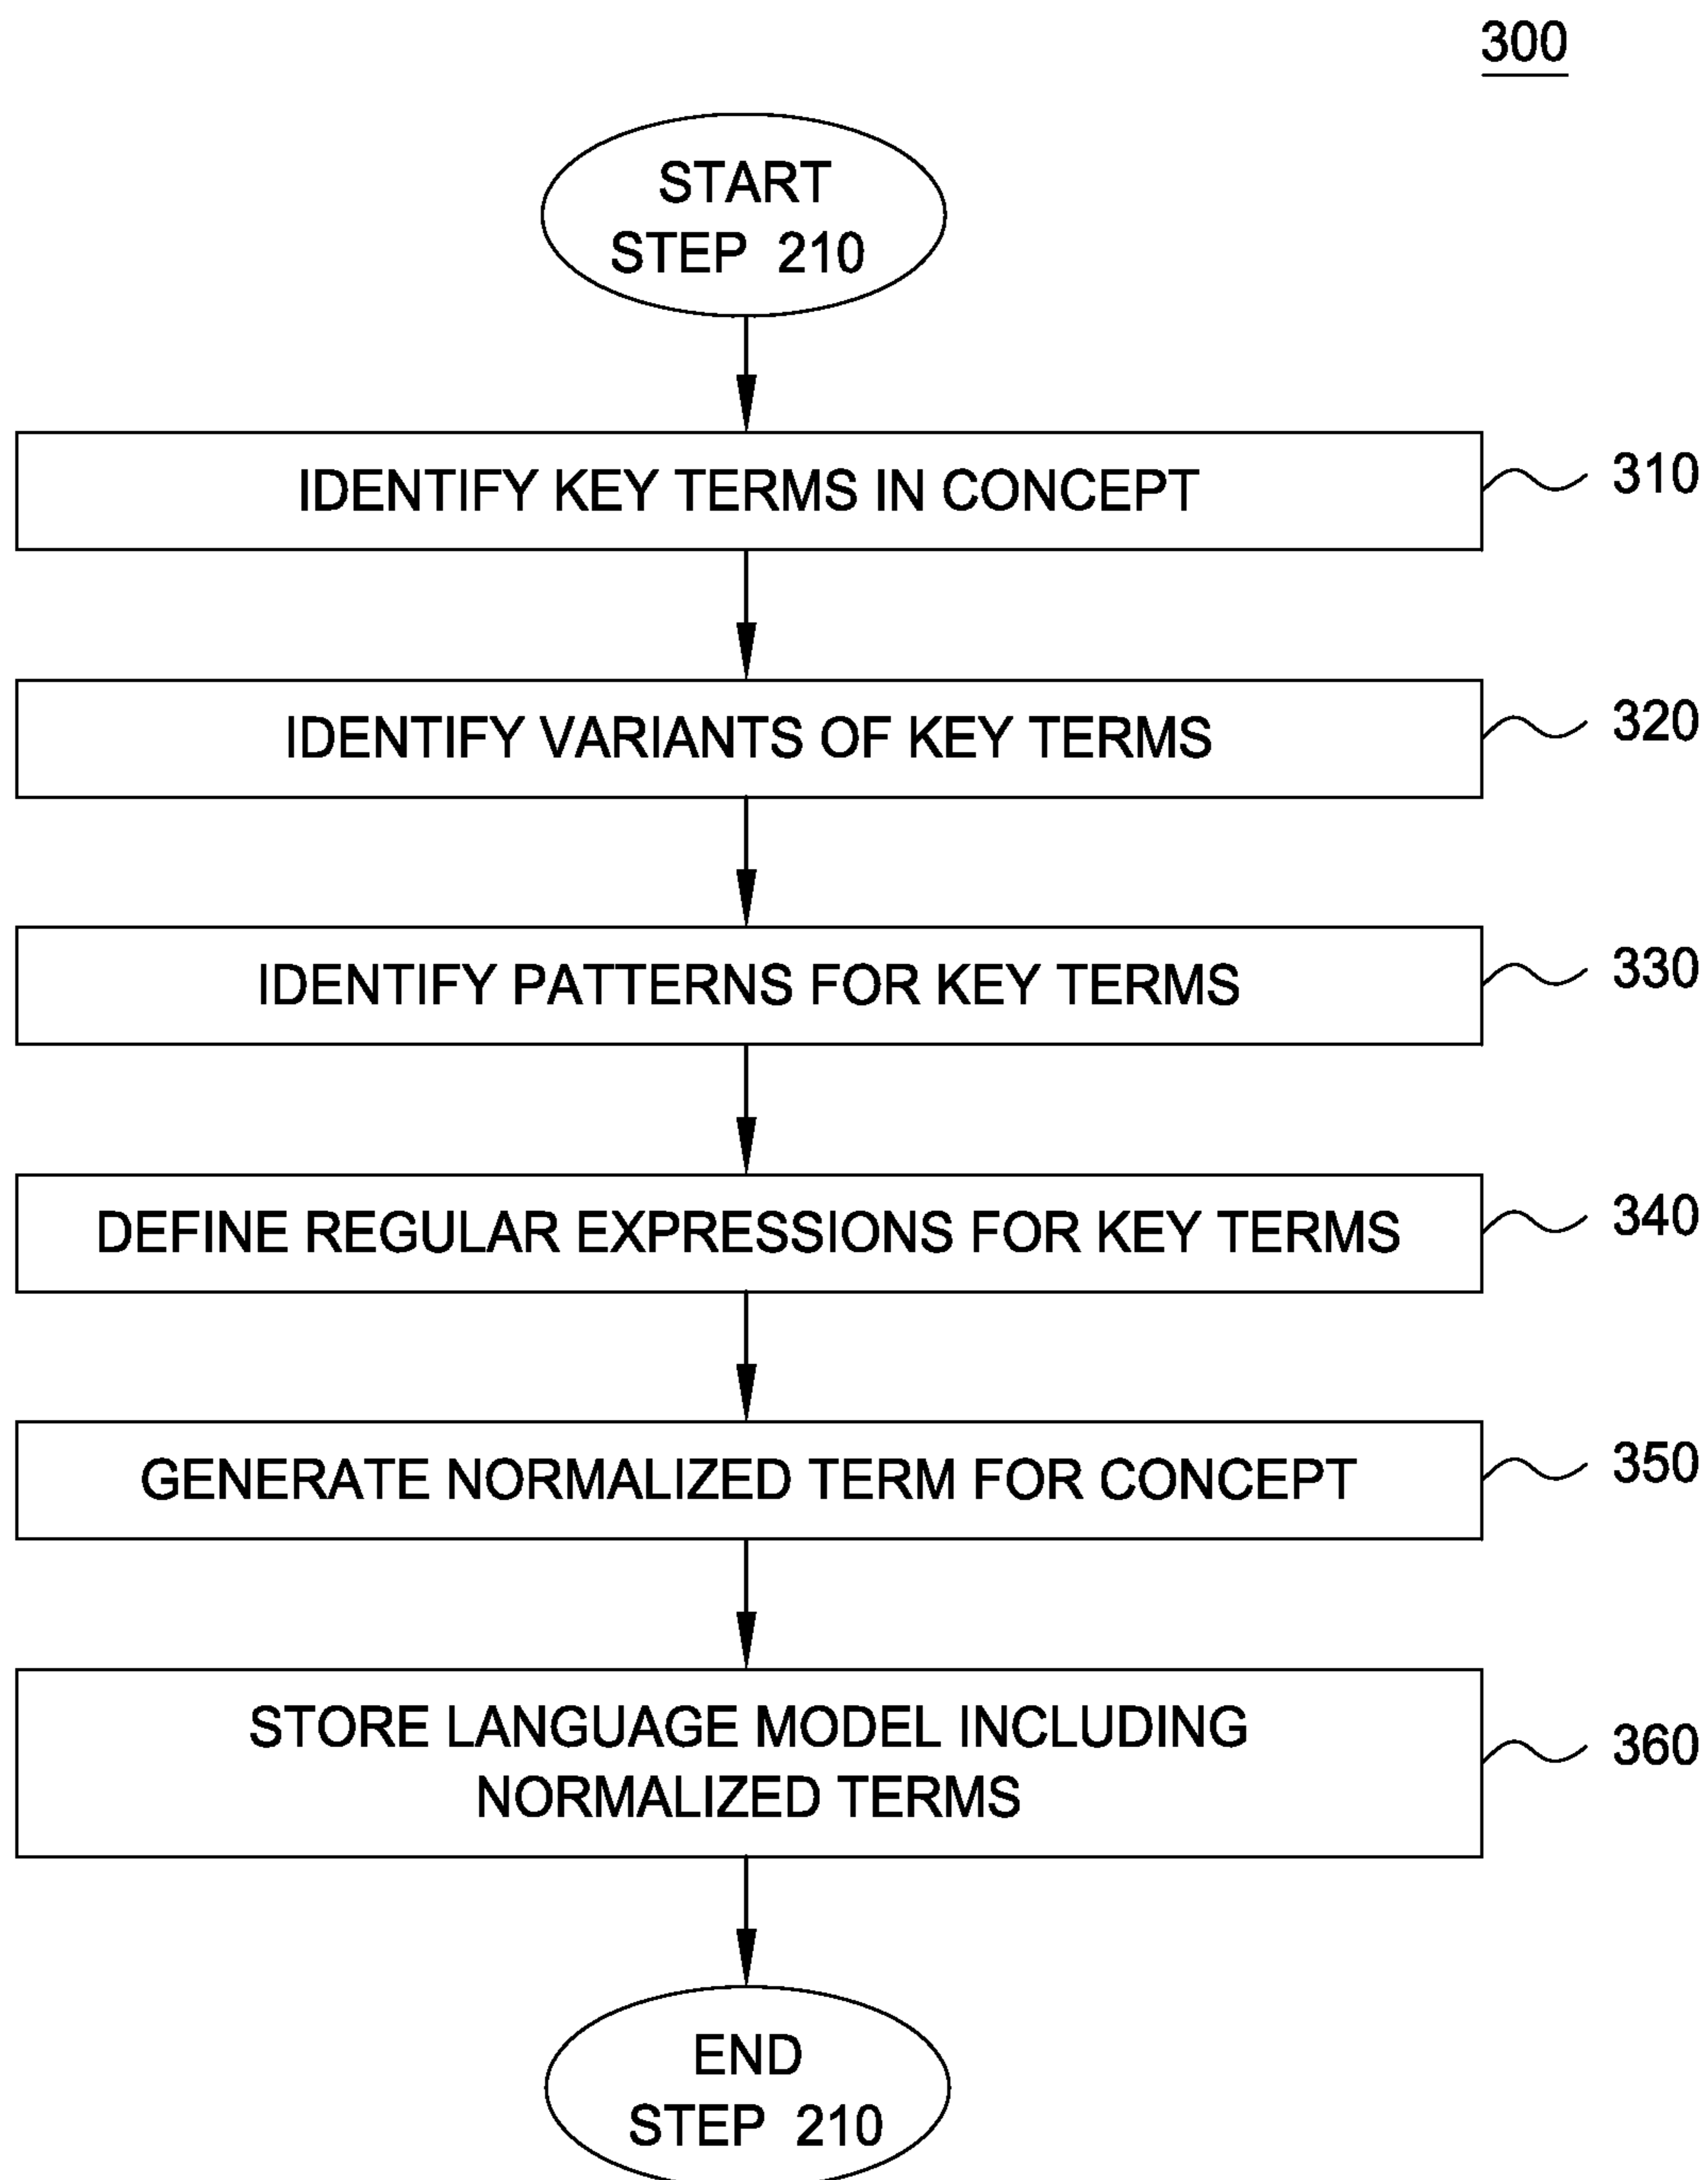 300
START
STEP 210
IDENTIFY KEY TERMS IN CONCEPT
310
IDENTIFY VARIANTS OF KEY TERMS
320
IDENTIFY PATTERNS FOR KEY TERMS
330
DEFINE REGULAR EXPRESSIONS FOR KEY TERMS
340
GENERATE NORMALIZED TERM FOR CONCEPT
350
STORE LANGUAGE MODEL INCLUDING
NORMALIZED TERMS
360
END
STEP 210